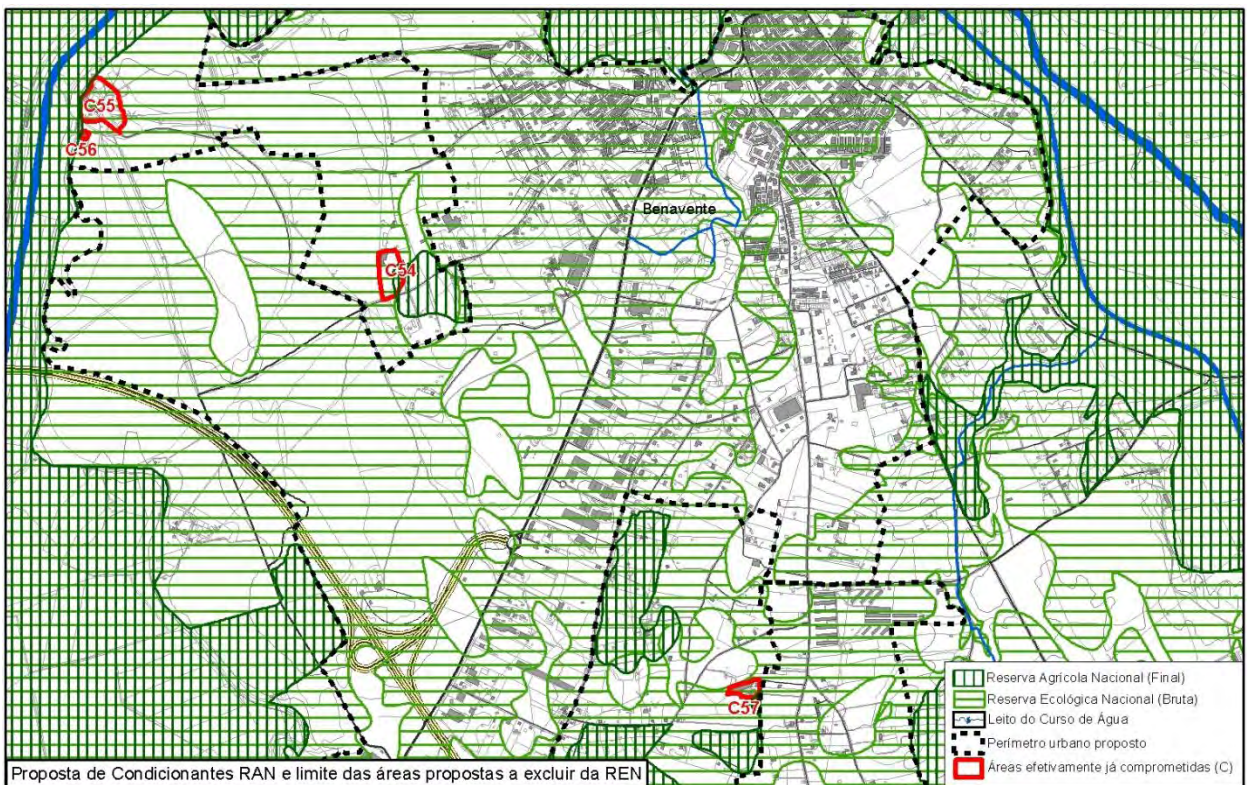 C55
C56
Benavente
C54
C57
Reserva Agrícola Nacional (Final)
Reserva Ecológica Nacional (Bruta)
Leito do Curso de Água
Perímetro urbano proposto
Áreas efetivamente já comprometidas (C)
Proposta de Condicionantes RAN e limite das áreas propostas a excluir da REN